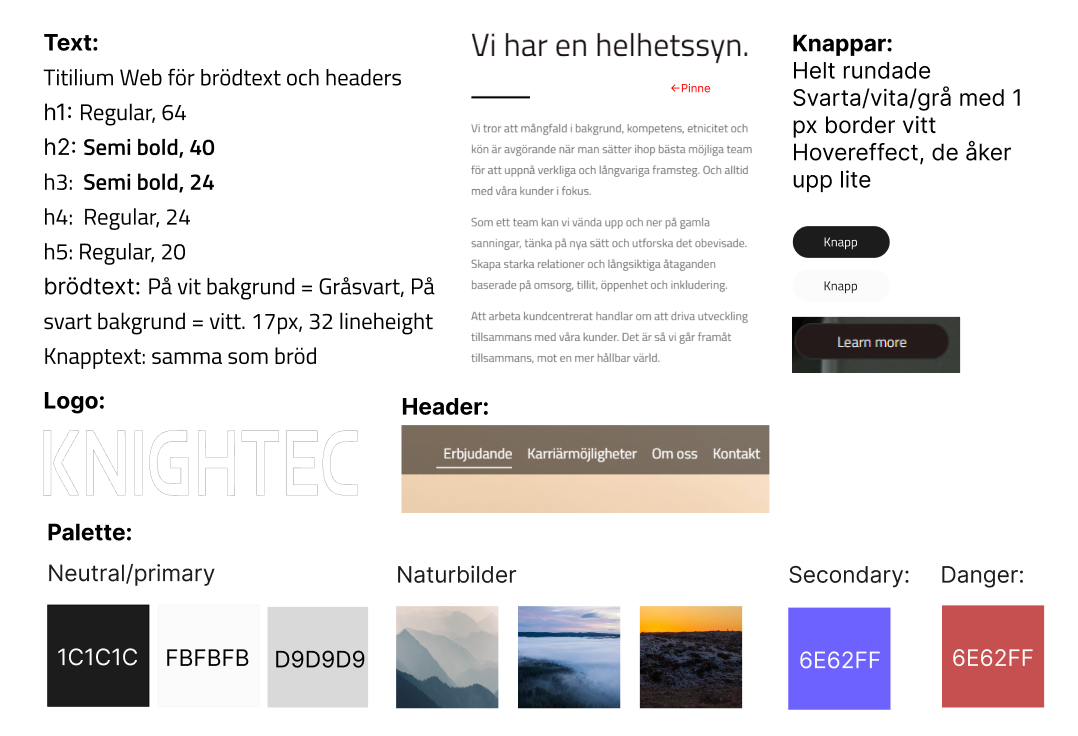 Text:
Titilium Web för brödtext och headers
h1: Regular, 64
h2: Semi bold, 40
h3: Semi bold, 24
h4: Regular, 24
h5: Regular, 20
brödtext: På vit bakgrund = Gråsvart, På
svart bakgrund = vitt. 17px, 32 lineheight
Knapptext: samma som bröd
Vi har en helhetssyn.
←Pinne
Vi tror att mångfald i bakgrund, kompetens, etnicitet och
kön är avgörande när man sätter ihop bästa möjliga team
för att uppnå verkliga och långvariga framsteg. Och alltid
med våra kunder i fokus.
Som ett team kan vi vända upp och ner på gamla
sanningar, tänka på nya sätt och utforska det obevisade.
Skapa starka relationer och långsiktiga åtaganden
baserade på omsorg, tillit, öppenhet och inkludering.
Att arbeta kundcentrerat handlar om att driva utveckling
tillsammans med våra kunder. Det är så vi går framåt
tillsammans, mot en mer hållbar värld.
Knappar:
Helt rundade
Svarta/vita/grå med 1
px border vitt
Hovereffect, de åker
upp lite
Knapp
Knapp
Learn more
Logo:
KNIGHTEC
Header:
Erbjudande Karriärmöjligheter Om oss Kontakt
Palette:
Neutral/primary
1C1C1C FBFBFB D9D9D9
Naturbilder
Secondary:
6E62FF
Danger:
6E62FF